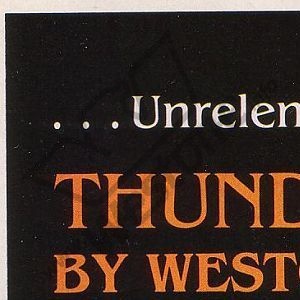 . . . Unrelen
THUND
BY WEST